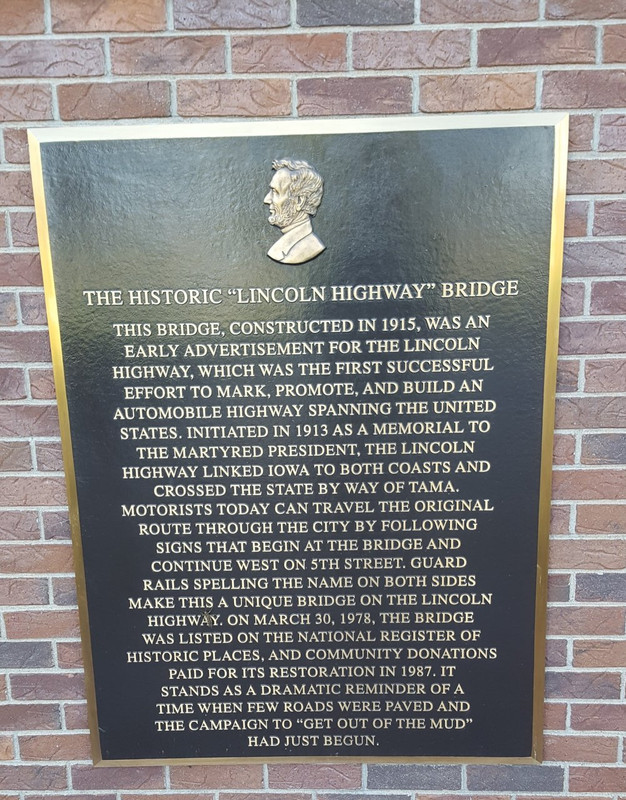 THE HISTORIC “LINCOLN HIGHWAY” BRIDGE
THIS BRIDGE, CONSTRUCTED IN 1915, WAS AN
EARLY ADVERTISEMENT FOR THE LINCOLN
HIGHWAY, WHICH WAS THE FIRST SUCCESSFUL
EFFORT TO MARK, PROMOTE, AND BUILD AN
AUTOMOBILE HIGHWAY SPANNING THE UNITED
STATES. INITIATED IN 1913 AS A MEMORIAL TO
THE MARTYRED PRESIDENT, THE LINCOLN
HIGHWAY LINKED IOWA TO BOTH COASTS AND
CROSSED THE STATE BY WAY OF TAMA.
MOTORISTS TODAY CAN TRAVEL THE ORIGINAL
ROUTE THROUGH THE CITY BY FOLLOWING
SIGNS THAT BEGIN AT THE BRIDGE AND
CONTINUE WEST ON 5TH STREET. GUARD
RAILS SPELLING THE NAME ON BOTH SIDES
MAKE THIS A UNIQUE BRIDGE ON THE LINCOLN
HIGHWAY. ON MARCH 30, 1978, THE BRIDGE
WAS LISTED ON THE NATIONAL REGISTER OF
HISTORIC PLACES, AND COMMUNITY DONATIONS
PAID FOR ITS RESTORATION IN 1987. IT
STANDS AS A DRAMATIC REMINDER OF A
TIME WHEN FEW ROADS WERE PAVED AND
THE CAMPAIGN TO “GET OUT OF THE MUD”
HAD JUST BEGUN.